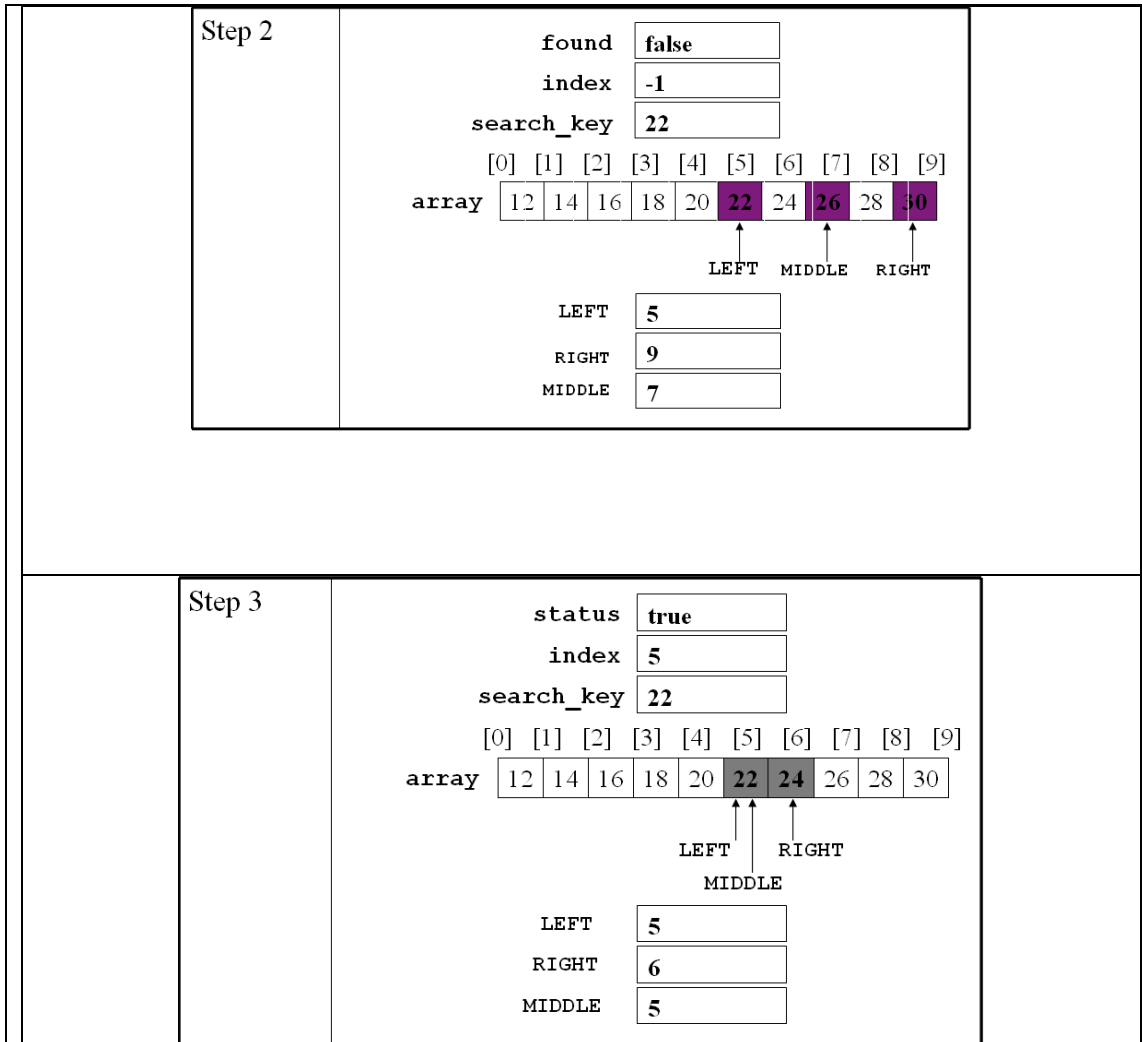 Step 2
found false
index -1
search_key 22
[0] [1] [2] [3] [4] [5] [6] [7] [8] [9]
array 12 14 16 18 20 22 24 26 28 30
LEFT MIDDLE RIGHT
LEFT 5
RIGHT 9
MIDDLE 7
Step 3
status true
index 5
search_key 22
[0] [1] [2] [3] [4] [5] [6] [7] [8] [9]
array 12 14 16 18 20 22 24 26 28 30
LEFT RIGHT
MIDDLE
LEFT 5
RIGHT 6
MIDDLE 5